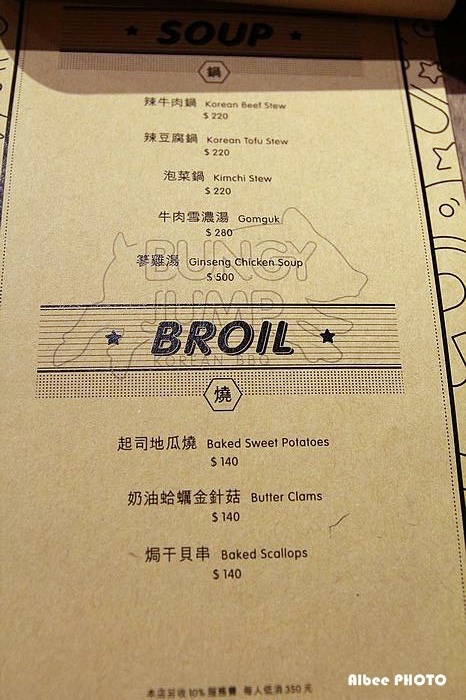 SOUP
鍋
辣牛肉鍋 Korean Beef Stew
$ 220
辣豆腐鍋 Korean Tofu Stew
$ 220
泡菜鍋 Kimchi Stew
$ 220
牛肉雪濃湯 Gomguk
$ 280
蔘雞湯 Ginseng Chicken Soup
$ 500
BUNGY
JUMP
KOREAN BBQ
BROIL
燒
起司地瓜燒 Baked Sweet Potatoes
$ 140
奶油蛤蠣金針菇 Butter Clams
$ 140
焗干貝串 Baked Scallops
$ 140
本店另收10%服務費 每人低消350元
Albee PHOTO